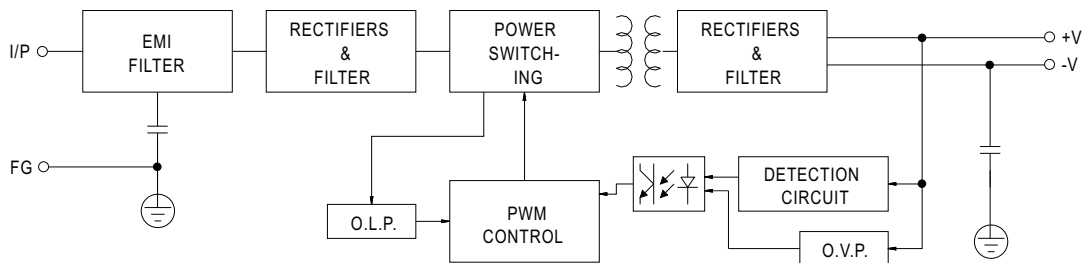 I/P
EMI
FILTER
RECTIFIERS
&
FILTER
POWER
SWITCH-
ING
RECTIFIERS
&
FILTER
+V
-V
FG
O.L.P.
PWM
CONTROL
DETECTION
CIRCUIT
O.V.P.